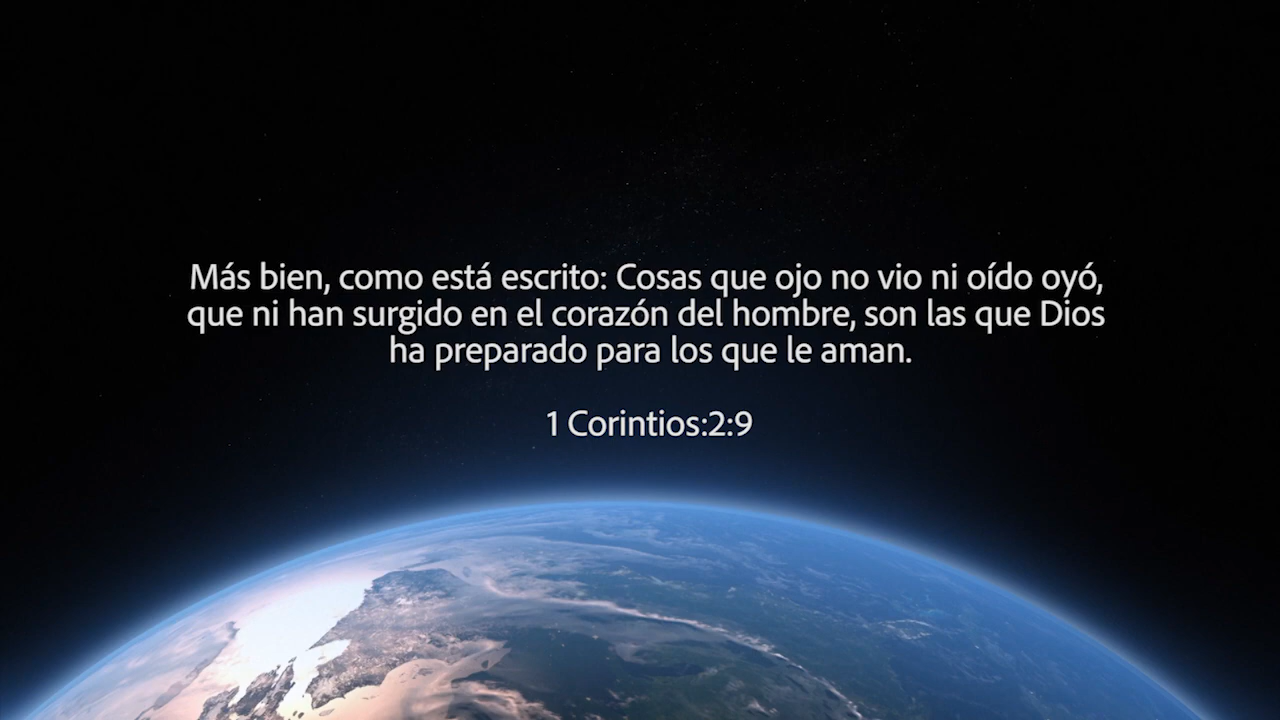 Más bien, como está escrito: Cosas que ojo no vio ni oído oyó,
que ni han surgido en el corazón del hombre, son las que Dios
ha preparado para los que le aman.
1 Corintios:2:9